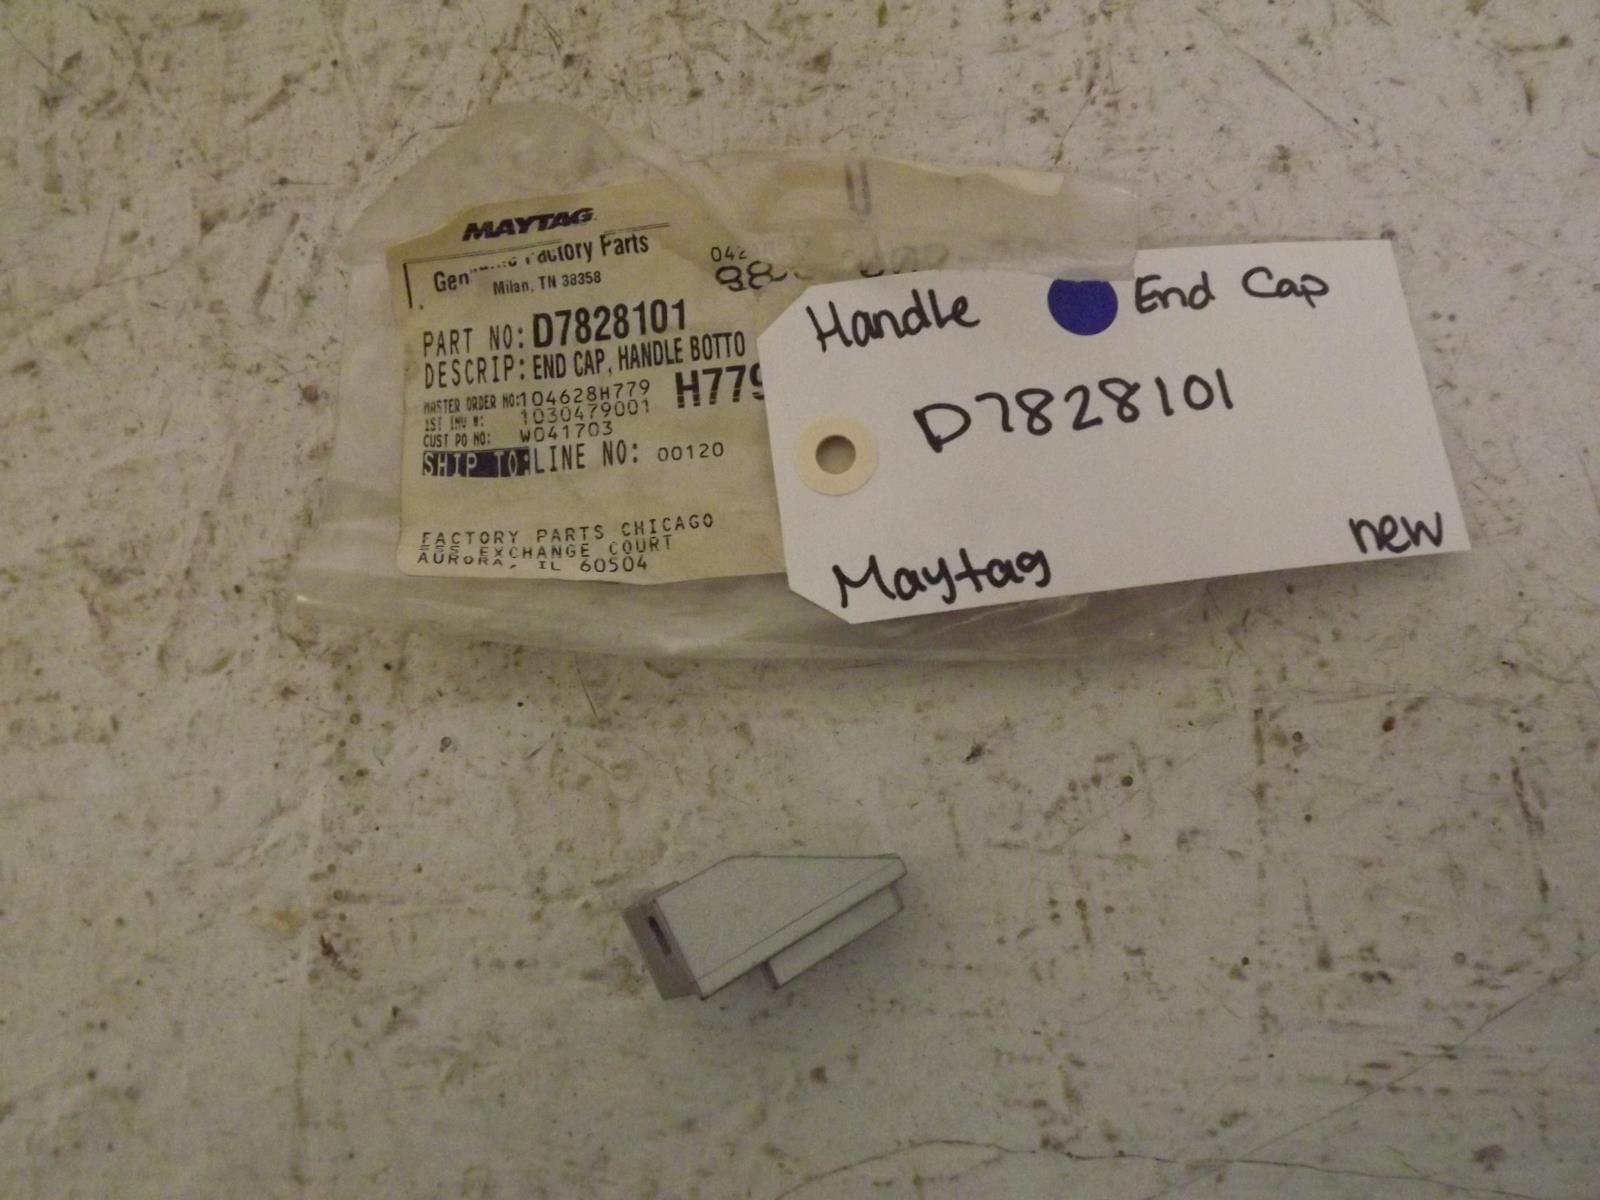 MAYTAG
Genuine Factory Parts
Milan, TN 38358
042
PART NO: D7828101
DESCRIP: END CAP, HANDLE BOTTO
MASTER ORDER NO: 104628H779 H779
1ST INV #: 1030479001
CUST PO NO: W041703
SHIP TO: LINE NO: 00120
FACTORY PARTS CHICAGO
EXCHANGE COURT
AURORA, IL 60504
Handle End Cap
D7828101
Maytag new